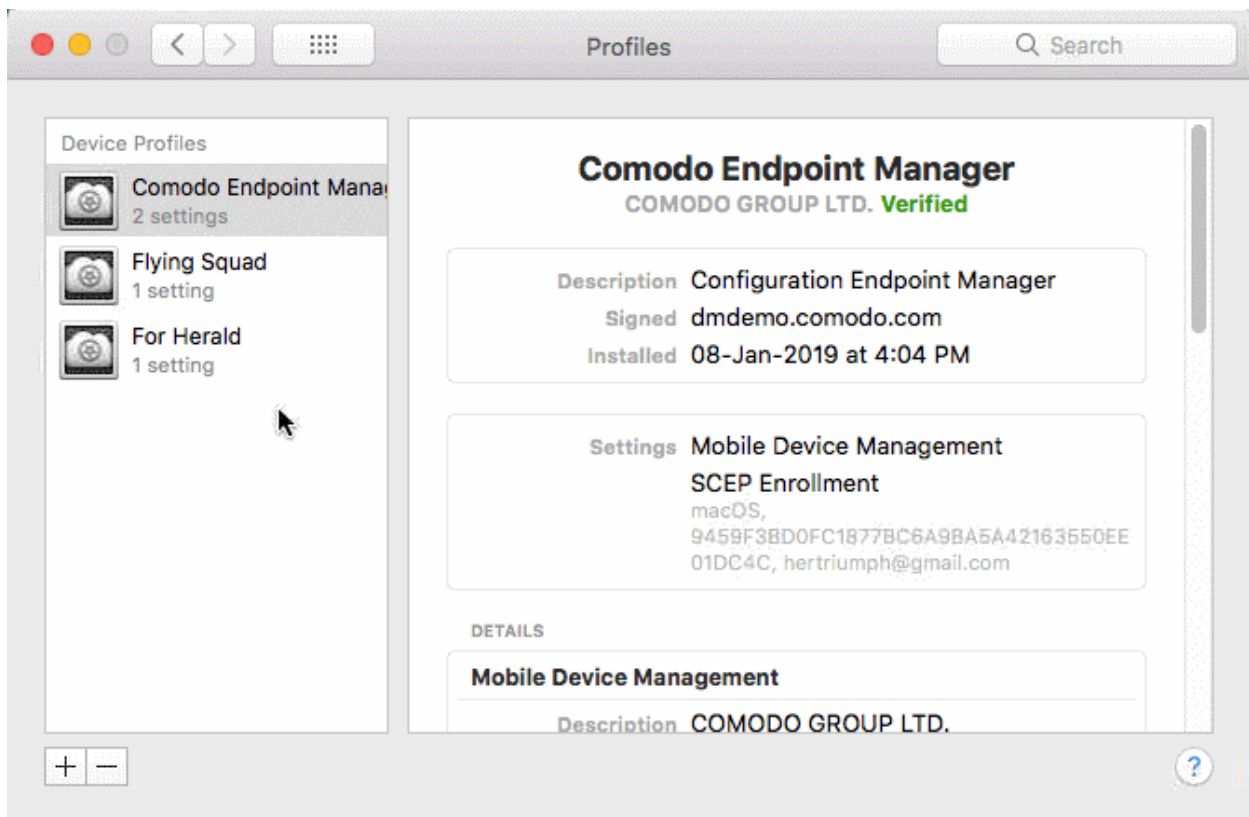 Profiles
Search
Device Profiles
Comodo Endpoint Mana
2 settings
Flying Squad
1 setting
For Herald
1 setting
Comodo Endpoint Manager
COMODO GROUP LTD. Verified
Description Configuration Endpoint Manager
Signed dmdemo.comodo.com
Installed 08-Jan-2019 at 4:04 PM
Settings Mobile Device Management
SCEP Enrollment
macOS,
9459F3BD0FC1877BC6A9BA5A42163550EE
01DC4C, hertriumph@gmail.com
DETAILS
Mobile Device Management
Description COMODO GROUP LTD.
+ −
?